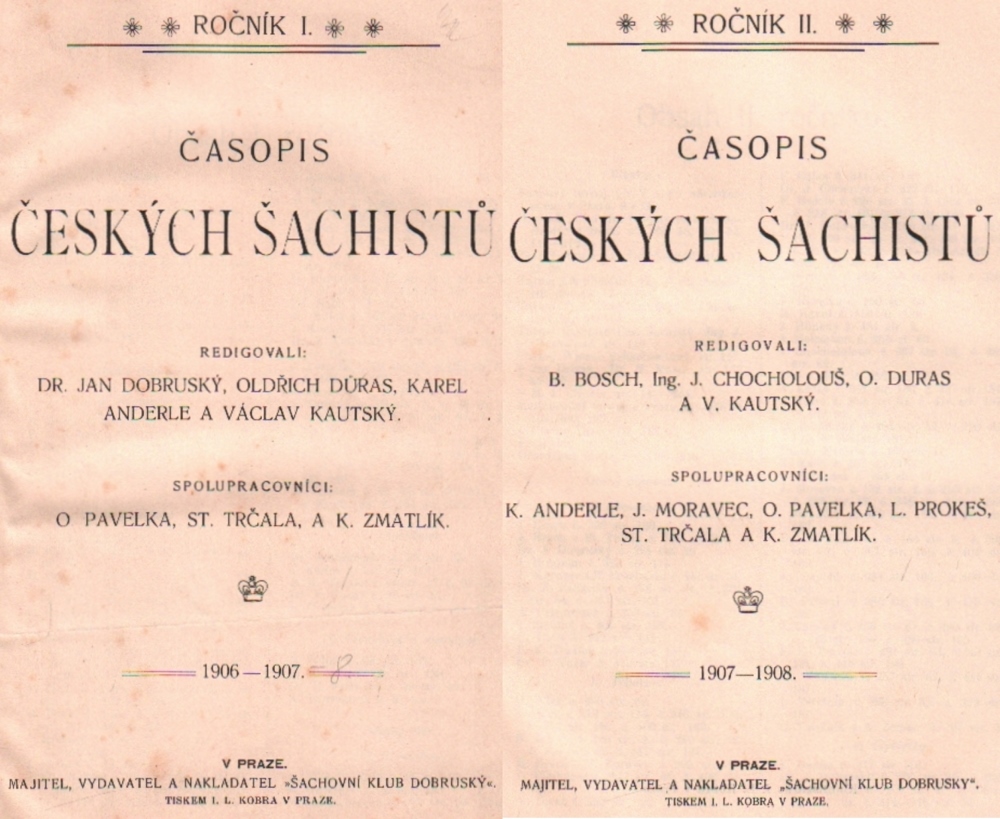 ROČNÍK I.
ČASOPIS
ČESKÝCH ŠACHISTŮ
REDIGOVALI:
DR. JAN DOBRUSKÝ, OLDŘICH DŮRAS, KAREL
ANDERLE A VÁCLAV KAUTSKÝ.
SPOLUPRACOVNÍCI:
O PAVELKA, ST. TRČALA, A K. ZMATLÍK.
1906—1907.–8.
V PRAZE.
MAJITEL, VYDAVATEL A NAKLADATEL »ŠACHOVNÍ KLUB DOBRUSKÝ«.
TISKEM I. L. KOBRA V PRAZE.
ROČNÍK II.
ČASOPIS
ČESKÝCH ŠACHISTŮ
REDIGOVALI:
B. BOSCH, Ing. J. CHOCHOLOUŠ, O. DURAS
A V. KAUTSKÝ.
SPOLUPRACOVNÍCI:
K. ANDERLE, J. MORAVEC, O. PAVELKA, L. PROKEŠ,
ST. TRČALA A K. ZMATLÍK.
1907—1908.
V PRAZE.
MAJITEL, VYDAVATEL A NAKLADATEL „ŠACHOVNÍ KLUB DOBRUSKY“.
TISKEM I. L. KOBRA V PRAZE.